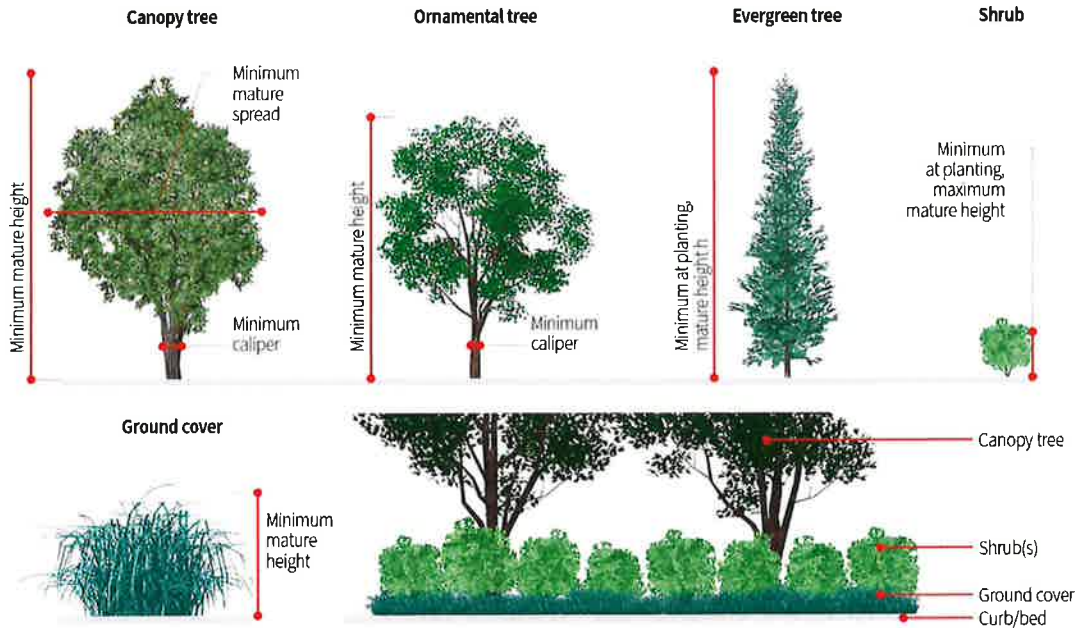 Canopy tree
Ornamental tree
Evergreen tree
Shrub
Minimum mature height
Minimum
mature
spread
Minimum
caliper
Minimum mature height
Minimum
caliper
Minimum at planting,
mature height h
Minimum
at planting,
maximum
mature height
Ground cover
Minimum
mature
height
Canopy tree
Shrub(s)
Ground cover
Curb/bed